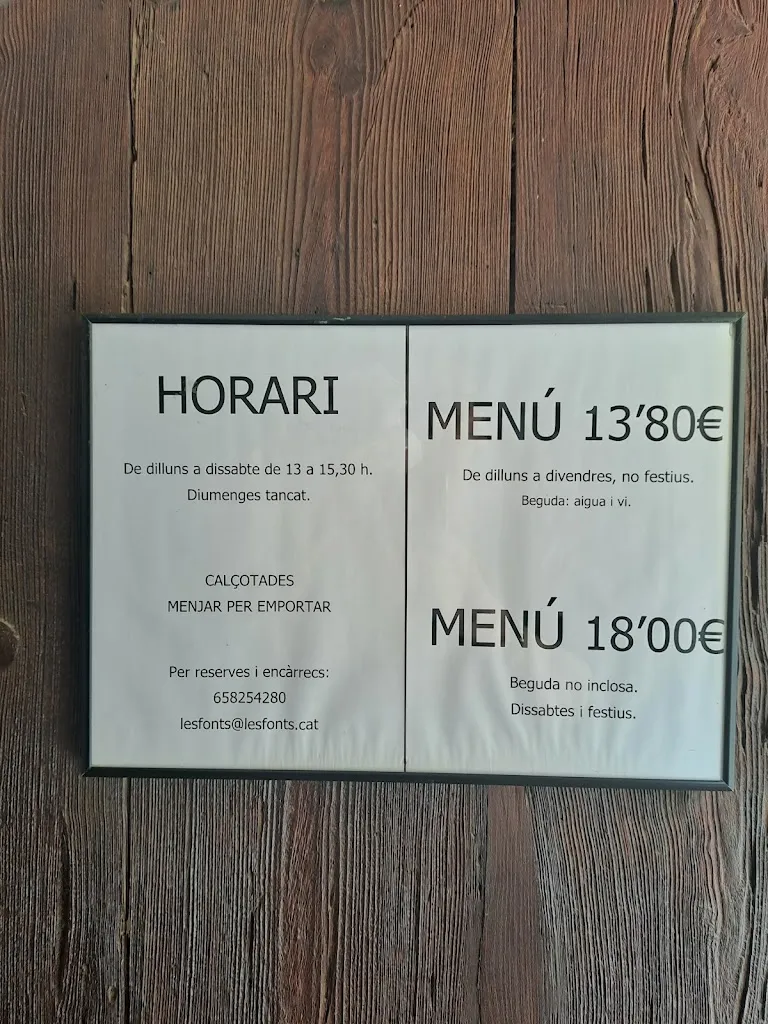 HORARI
De dilluns a dissabte de 13 a 15,30 h.
Diumenges tancat.
CALÇOTADES
MENJAR PER EMPORTAR
Per reserves i encàrrecs:
658254280
lesfonts@lesfonts.cat
MENÚ 13’80€
De dilluns a divendres, no festius.
Beguda: aigua i vi.
MENÚ 18’00€
Beguda no inclosa.
Dissabtes i festius.